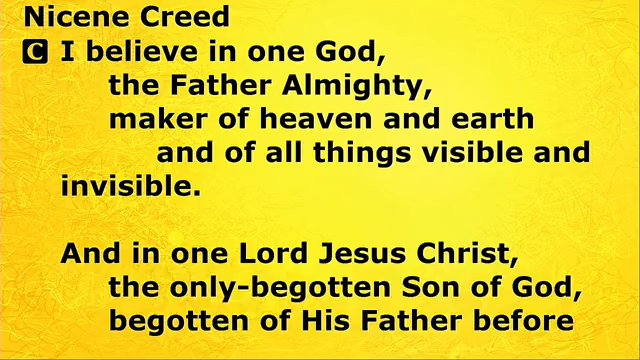 Nicene Creed
C I believe in one God,
the Father Almighty,
maker of heaven and earth
and of all things visible and
invisible.
And in one Lord Jesus Christ,
the only-begotten Son of God,
begotten of His Father before